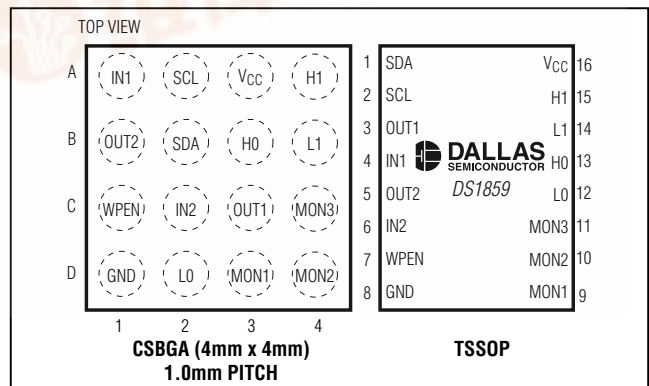 TOP VIEW
A IN1 SCL VCC H1
B OUT2 SDA H0 L1
C WPEN IN2 OUT1 MON3
D GND L0 MON1 MON2
1 2 3 4
CSBGA (4mm x 4mm)
1.0mm PITCH
1 SDA VCC 16
2 SCL H1 15
3 OUT1 L1 14
4 IN1 DALLAS H0 13
SEMICONDUCTOR
5 OUT2 DS1859 L0 12
6 IN2 MON3 11
7 WPEN MON2 10
8 GND MON1 9
TSSOP